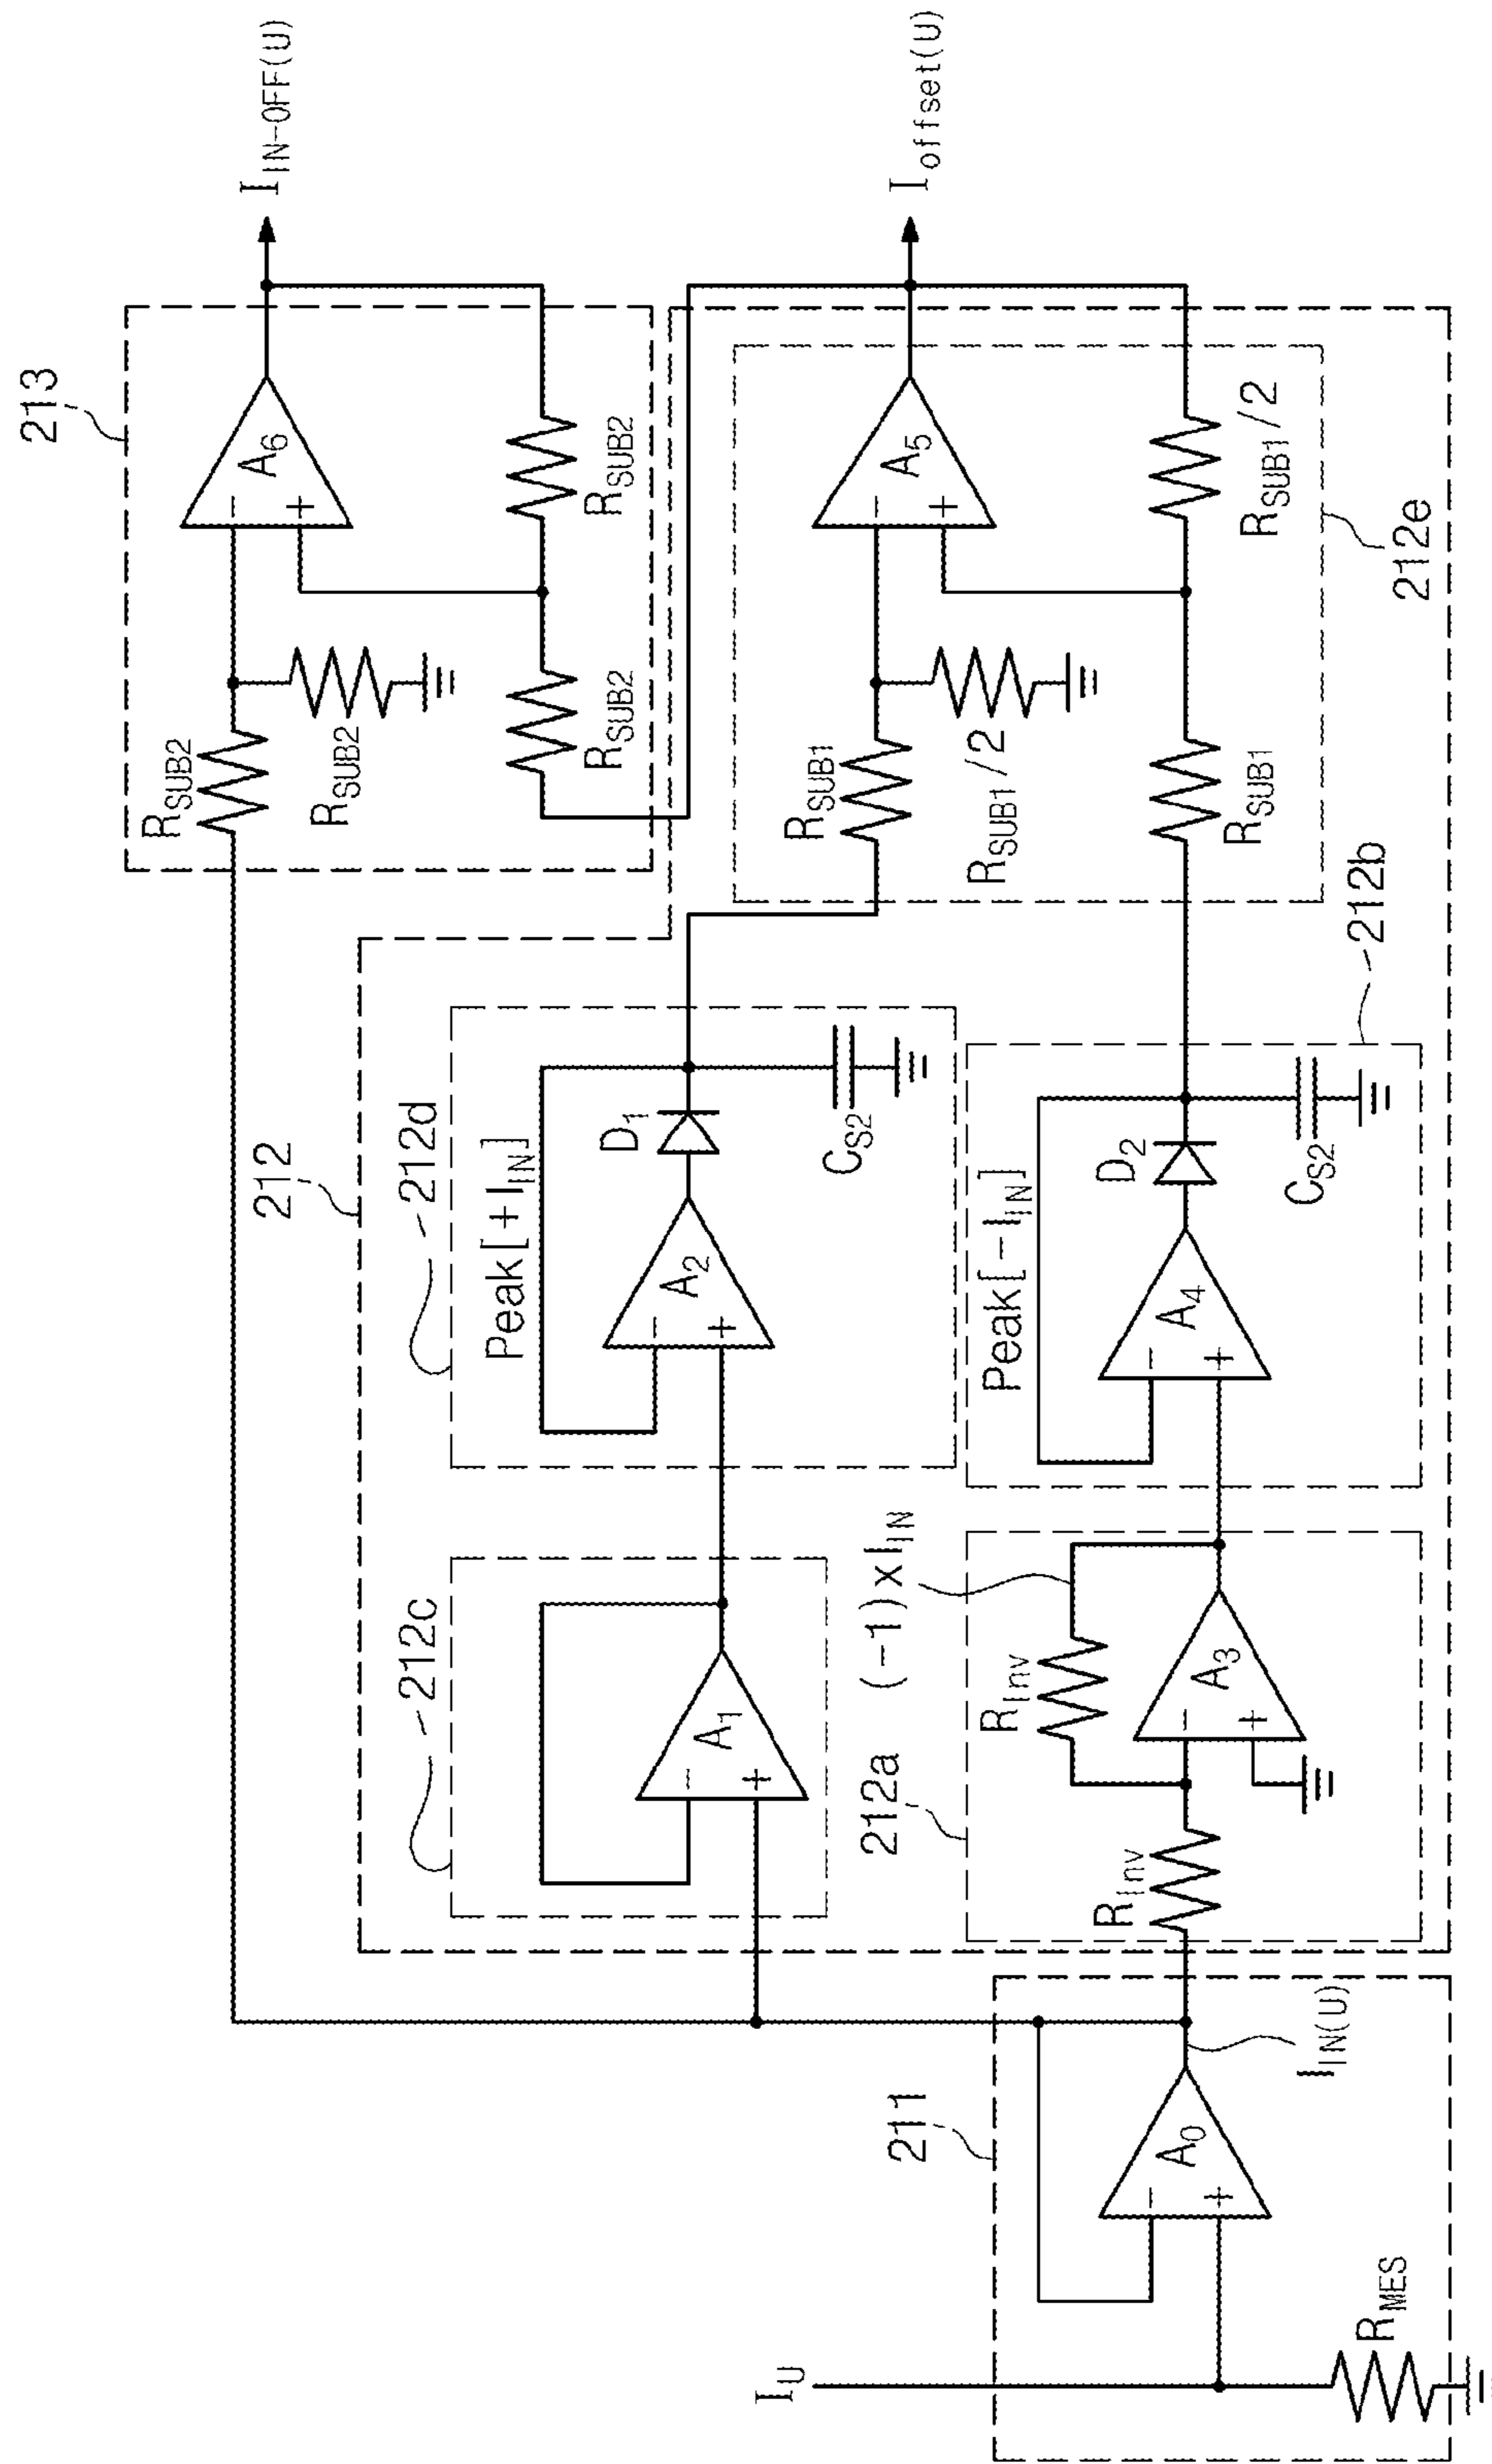 213
I_IN-OFF(U)
A6
−
+
R_SUB2
R_SUB2
R_SUB2
R_SUB2
212
212d
Peak[+I_IN]
A2
−
+
D1
C_S2
R_SUB1
R_SUB1/2
A5
−
+
I_offset(U)
R_SUB1
R_SUB1/2
212e
212c
A1
−
+
212b
Peak[−I_IN]
A4
−
+
D2
C_S2
212a
(−1)xI_IN
R_Inv
R_Inv
A3
−
+
211
I_IN(U)
A0
−
+
I_U
R_MES